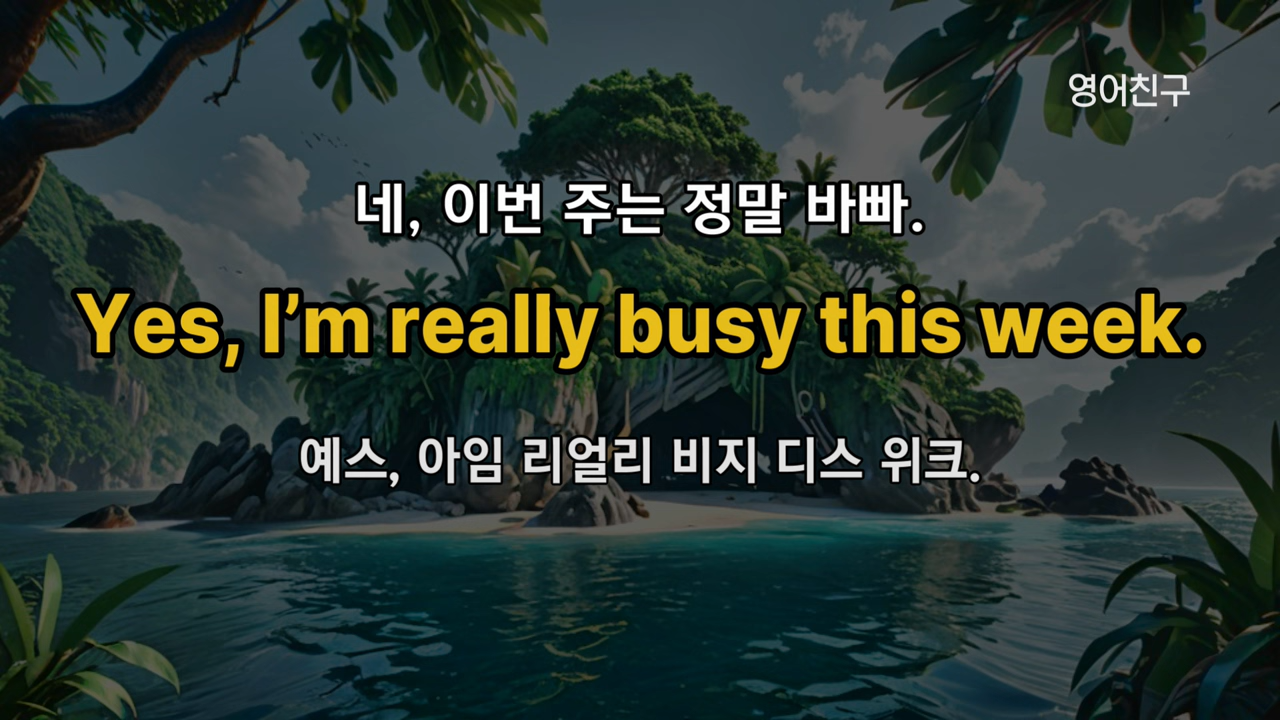 영어친구
네, 이번 주는 정말 바빠.
Yes, I’m really busy this week.
예스, 아임 리얼리 비지 디스 위크.